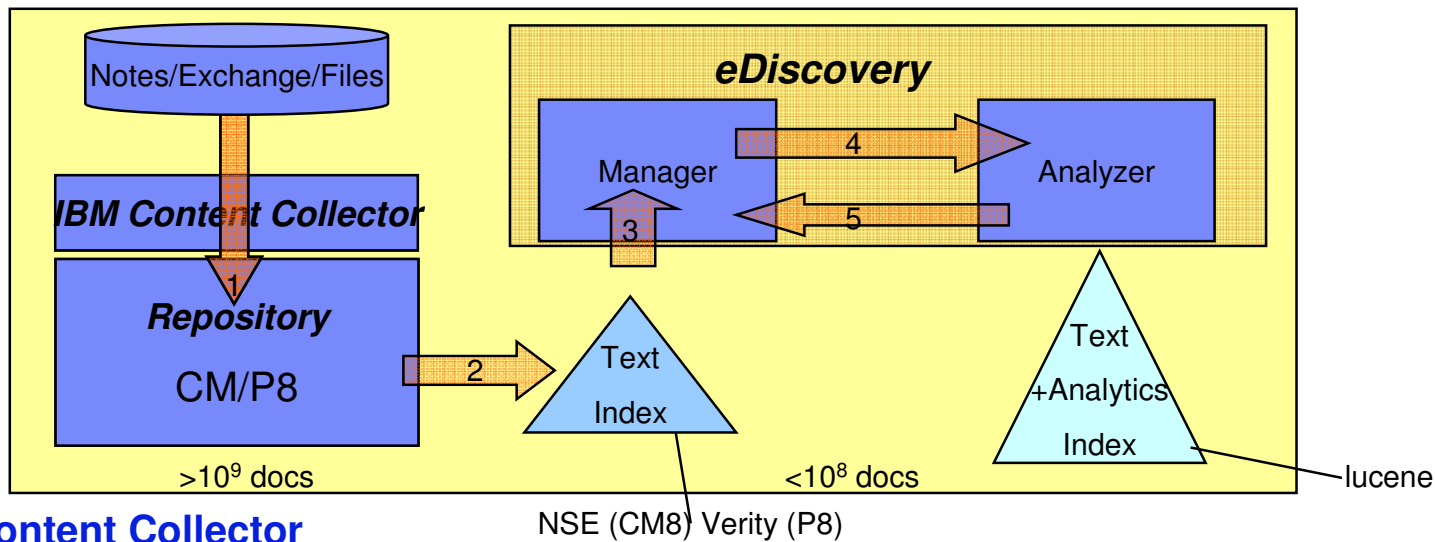 Notes/Exchange/Files
eDiscovery
4
Manager
Analyzer
IBM Content Collector
3
5
1
Repository
CM/P8
2
Text
Index
Text
+Analytics
Index
>10⁹ docs
<10⁸ docs
lucene
ontent Collector
NSE (CM8) Verity (P8)